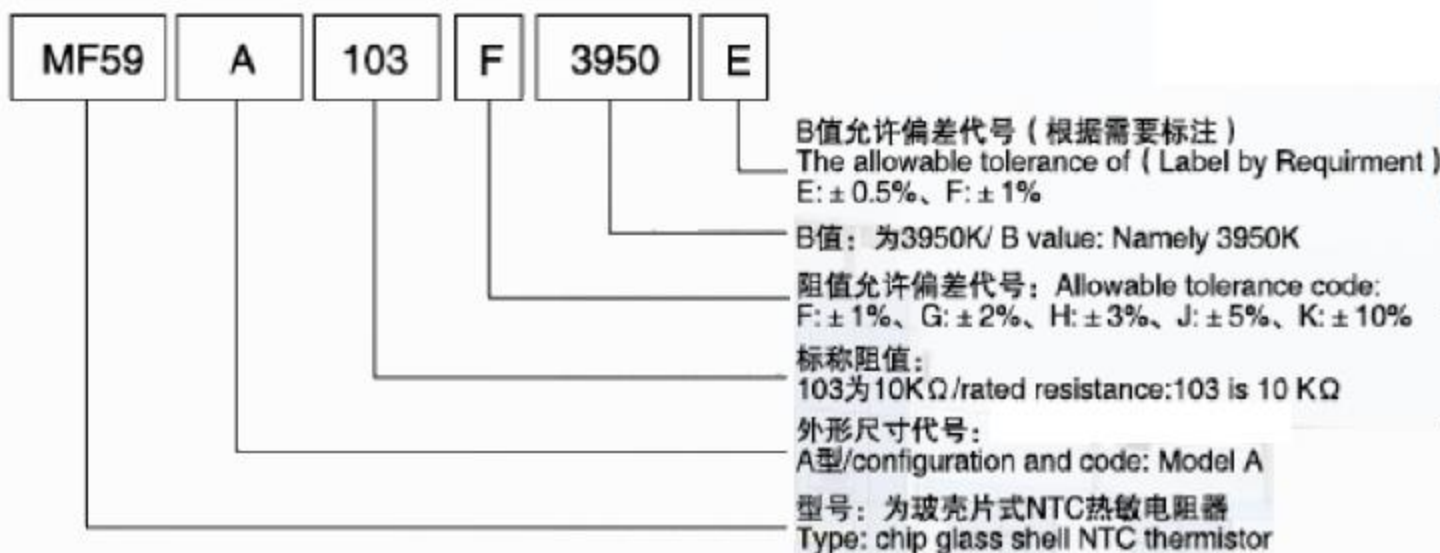 MF59 A 103 F 3950 E
B值允许偏差代号（根据需要标注）
The allowable tolerance of ( Label by Requirment )
E: ± 0.5%、F: ± 1%
B值：为3950K/ B value: Namely 3950K
阻值允许偏差代号：Allowable tolerance code:
F: ± 1%、G: ± 2%、H: ± 3%、J: ± 5%、K: ± 10%
标称阻值：
103为10KΩ/rated resistance:103 is 10 KΩ
外形尺寸代号：
A型/configuration and code: Model A
型号：为玻壳片式NTC热敏电阻器
Type: chip glass shell NTC thermistor